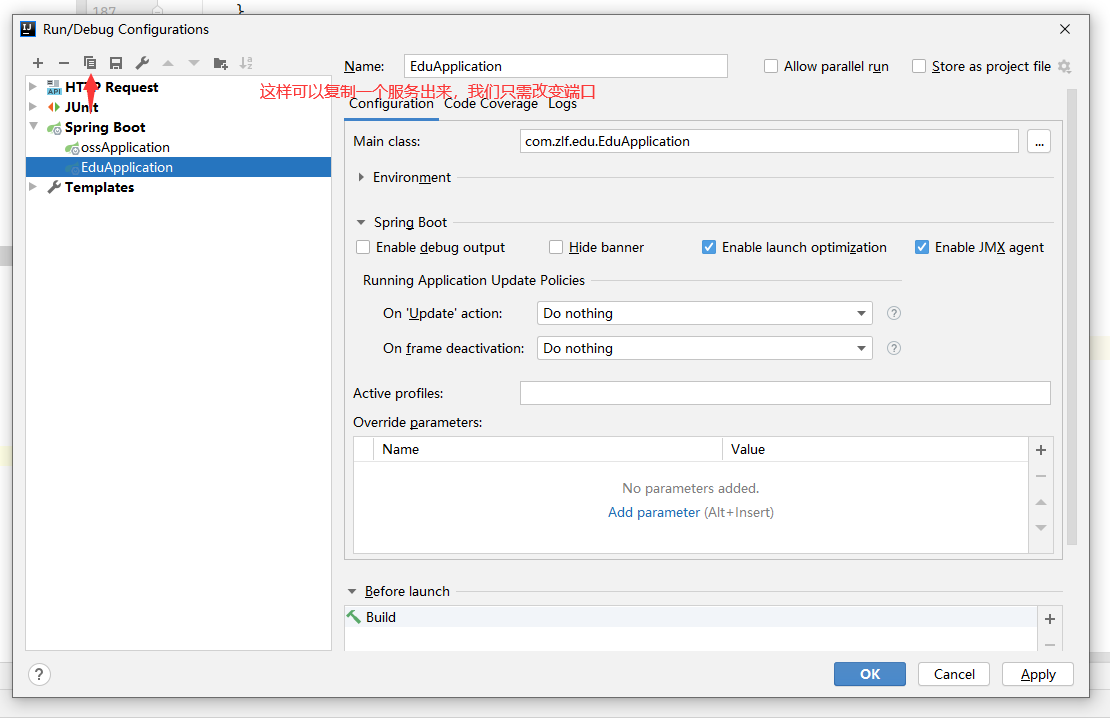 187
}
Run/Debug Configurations
HTTP Request
JUnit
Spring Boot
ossApplication
EduApplication
Templates
Name:
EduApplication
Allow parallel run
Store as project file
这样可以复制一个服务出来，我们只需改变端口
Configuration
Code Coverage
Logs
Main class:
com.zlf.edu.EduApplication
...
Environment
Spring Boot
Enable debug output
Hide banner
Enable launch optimization
Enable JMX agent
Running Application Update Policies
On 'Update' action:
Do nothing
?
On frame deactivation:
Do nothing
?
Active profiles:
Override parameters:
Name
Value
No parameters added.
Add parameter (Alt+Insert)
Before launch
Build
?
OK
Cancel
Apply